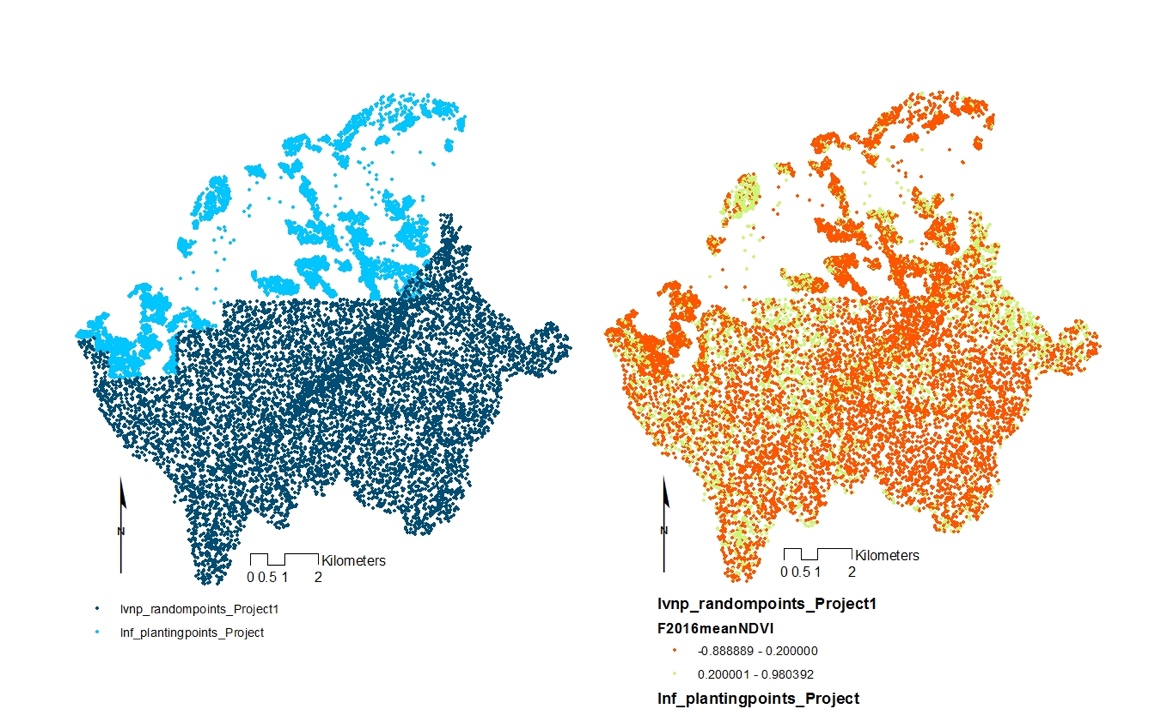 N
Kilometers
0 0.5 1 2
lvnp_randompoints_Project1
lnf_plantingpoints_Project
N
Kilometers
0 0.5 1 2
lvnp_randompoints_Project1
F2016meanNDVI
-0.888889 - 0.200000
0.200001 - 0.980392
lnf_plantingpoints_Project